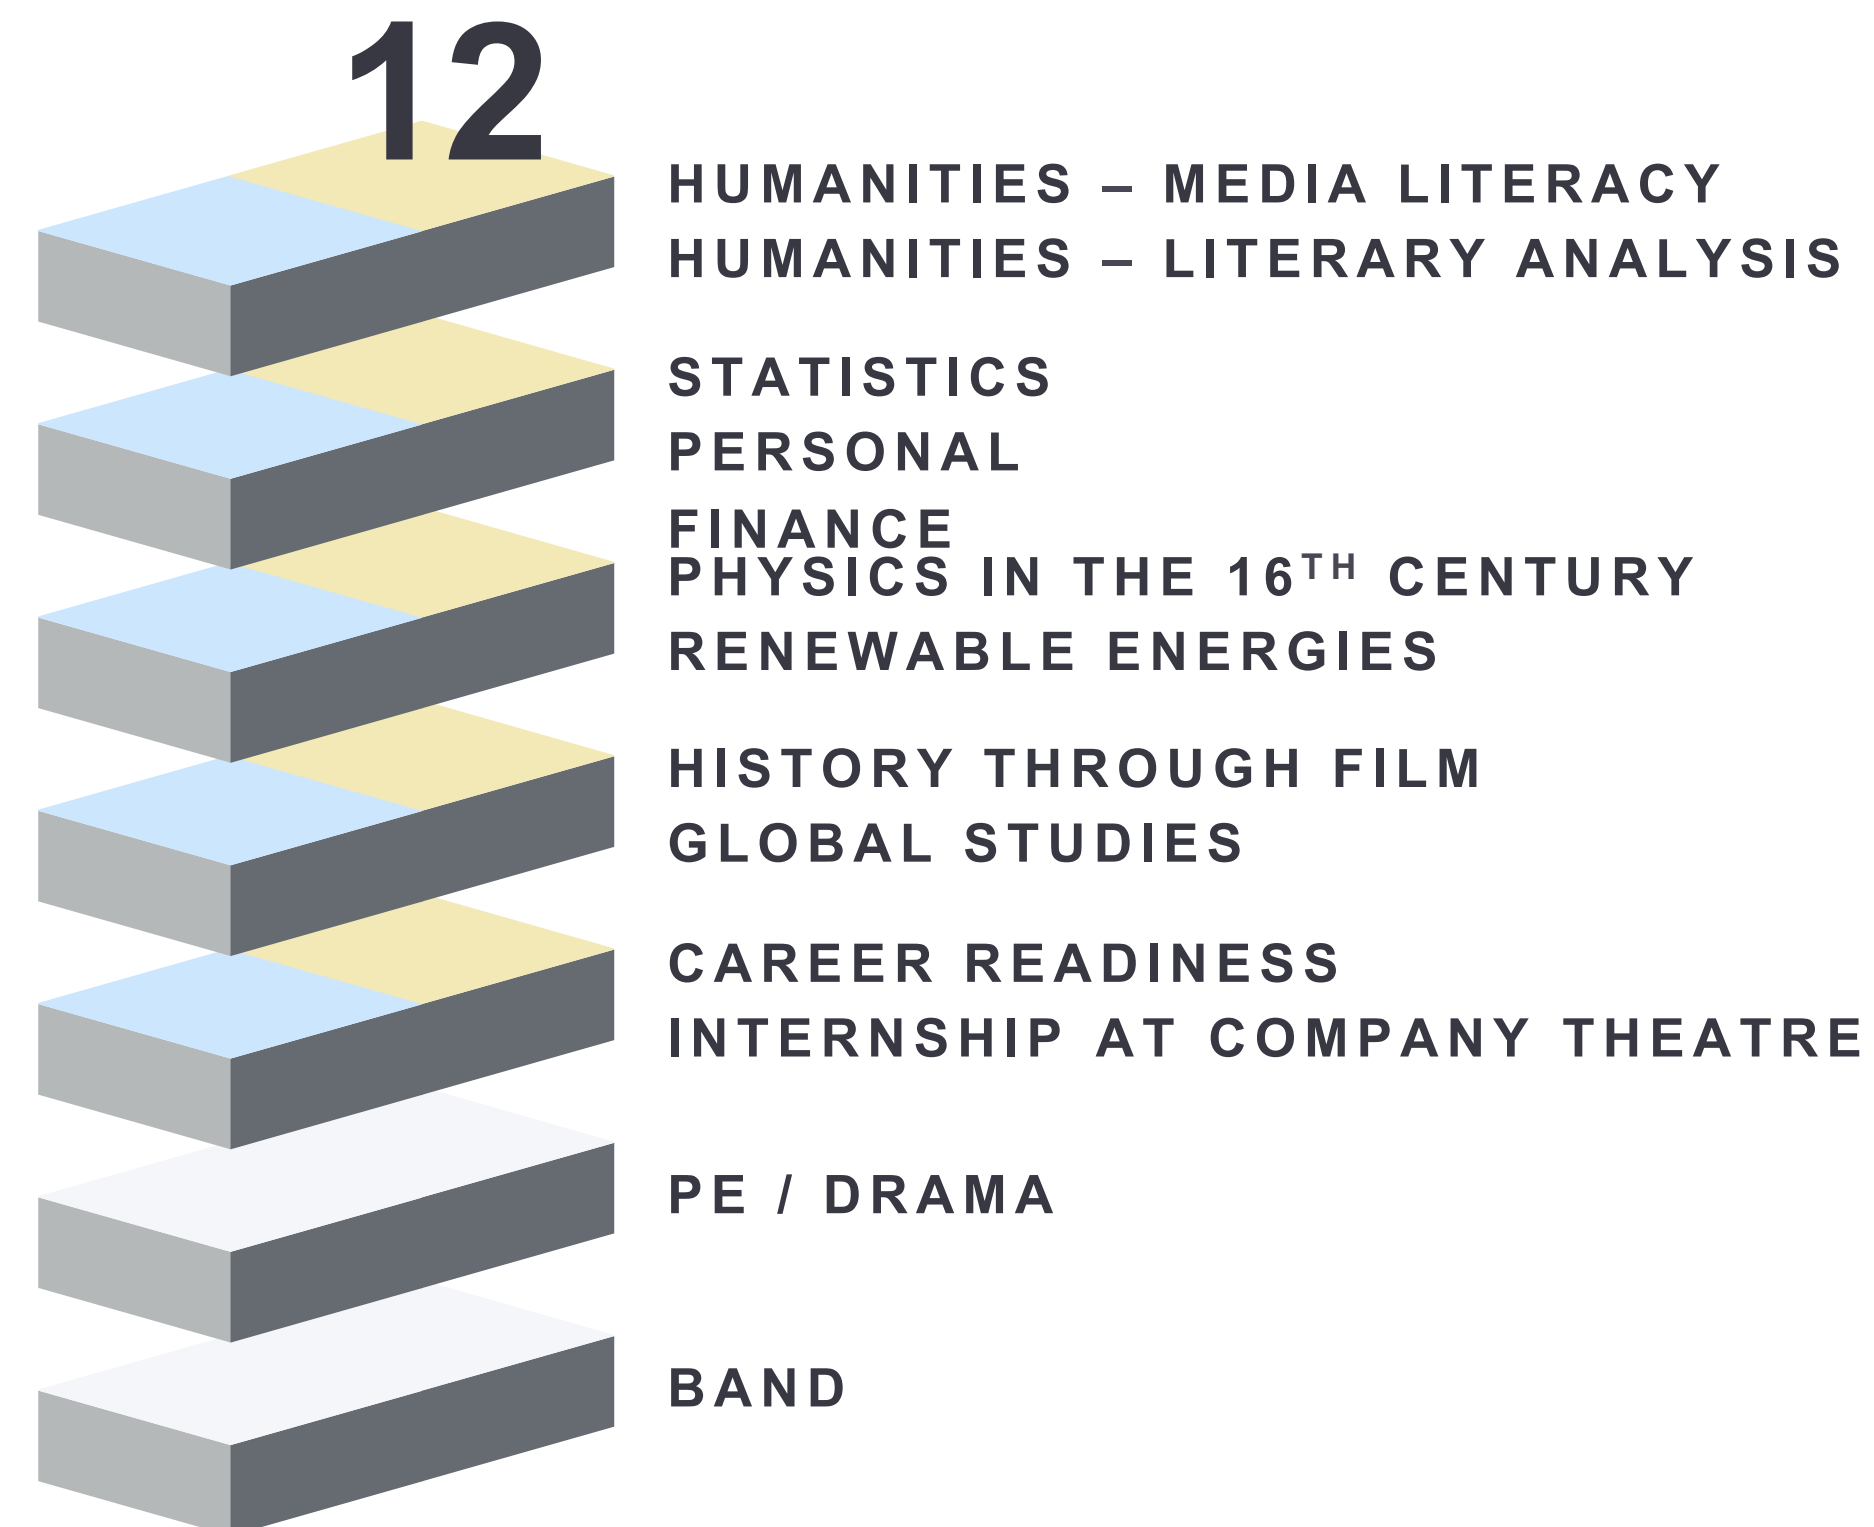 12
HUMANITIES – MEDIA LITERACY
HUMANITIES – LITERARY ANALYSIS
STATISTICS
PERSONAL
FINANCE
PHYSICS IN THE 16TH CENTURY
RENEWABLE ENERGIES
HISTORY THROUGH FILM
GLOBAL STUDIES
CAREER READINESS
INTERNSHIP AT COMPANY THEATRE
PE / DRAMA
BAND